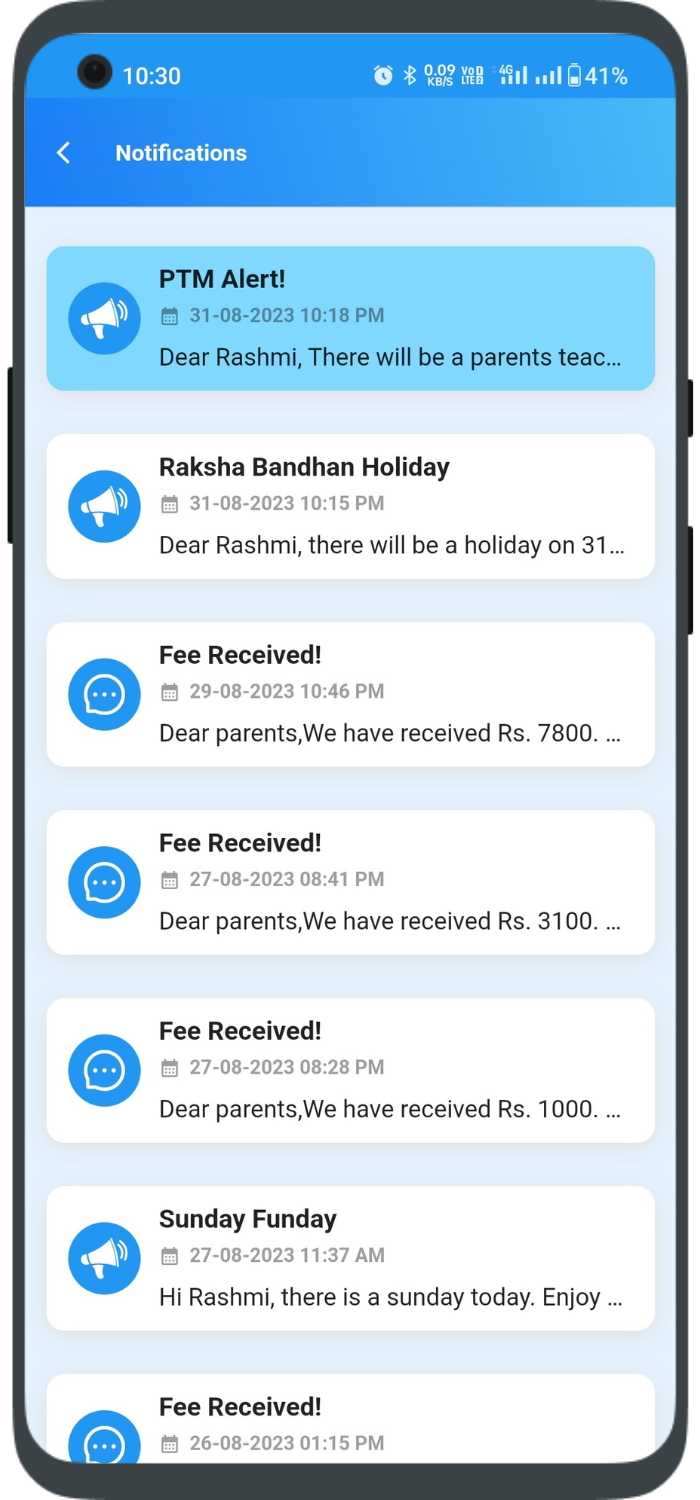 10:30
0.09 KB/S
VoD LTE2
4G
41%
Notifications
PTM Alert!
31-08-2023 10:18 PM
Dear Rashmi, There will be a parents teac...
Raksha Bandhan Holiday
31-08-2023 10:15 PM
Dear Rashmi, there will be a holiday on 31...
Fee Received!
29-08-2023 10:46 PM
Dear parents,We have received Rs. 7800. ...
Fee Received!
27-08-2023 08:41 PM
Dear parents,We have received Rs. 3100. ...
Fee Received!
27-08-2023 08:28 PM
Dear parents,We have received Rs. 1000. ...
Sunday Funday
27-08-2023 11:37 AM
Hi Rashmi, there is a sunday today. Enjoy ...
Fee Received!
26-08-2023 01:15 PM